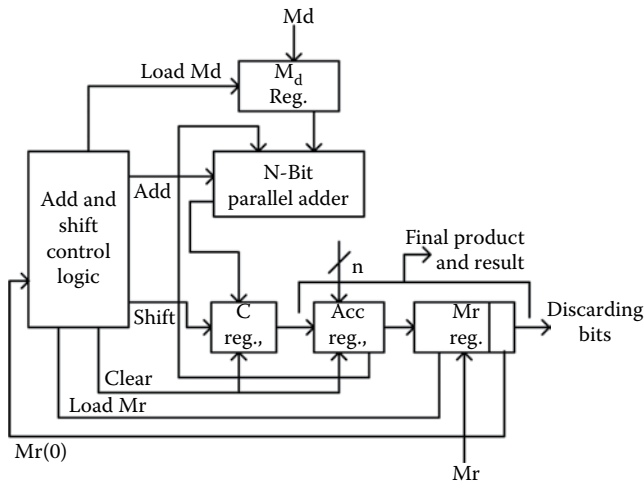 Md
Load Md
Md
Reg.
Add and
shift
control
logic
Add
N-Bit
parallel adder
Final product
and result
n
Shift
C
reg.,
Acc
reg.,
Mr
reg.
Discarding
bits
Clear
Load Mr
Mr(0)
Mr